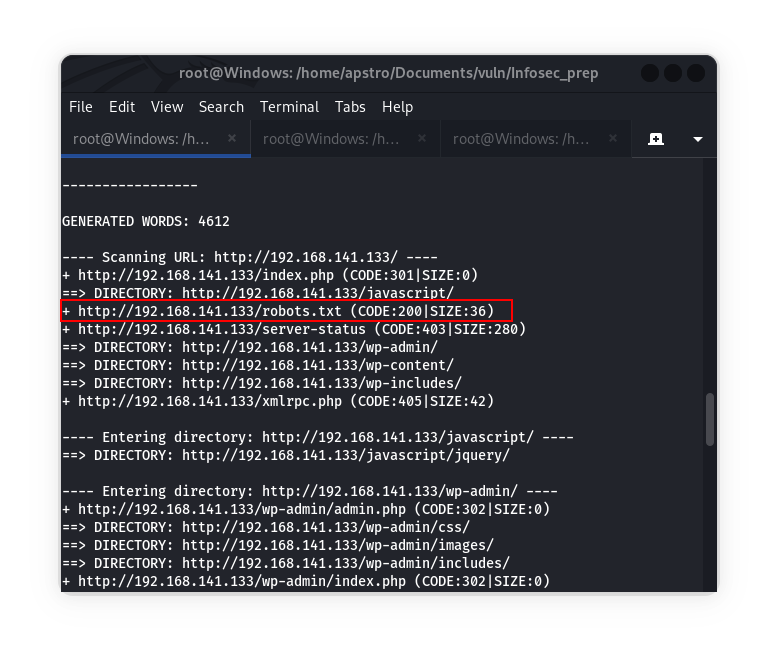 root@Windows: /home/apstro/Documents/vuln/Infosec_prep
File Edit View Search Terminal Tabs Help
root@Windows: /h... × root@Windows: /h... × root@Windows: /h... ×
-----------------
GENERATED WORDS: 4612
---- Scanning URL: http://192.168.141.133/ ----
+ http://192.168.141.133/index.php (CODE:301|SIZE:0)
==> DIRECTORY: http://192.168.141.133/javascript/
+ http://192.168.141.133/robots.txt (CODE:200|SIZE:36)
+ http://192.168.141.133/server-status (CODE:403|SIZE:280)
==> DIRECTORY: http://192.168.141.133/wp-admin/
==> DIRECTORY: http://192.168.141.133/wp-content/
==> DIRECTORY: http://192.168.141.133/wp-includes/
+ http://192.168.141.133/xmlrpc.php (CODE:405|SIZE:42)
---- Entering directory: http://192.168.141.133/javascript/ ----
==> DIRECTORY: http://192.168.141.133/javascript/jquery/
---- Entering directory: http://192.168.141.133/wp-admin/ ----
+ http://192.168.141.133/wp-admin/admin.php (CODE:302|SIZE:0)
==> DIRECTORY: http://192.168.141.133/wp-admin/css/
==> DIRECTORY: http://192.168.141.133/wp-admin/images/
==> DIRECTORY: http://192.168.141.133/wp-admin/includes/
+ http://192.168.141.133/wp-admin/index.php (CODE:302|SIZE:0)